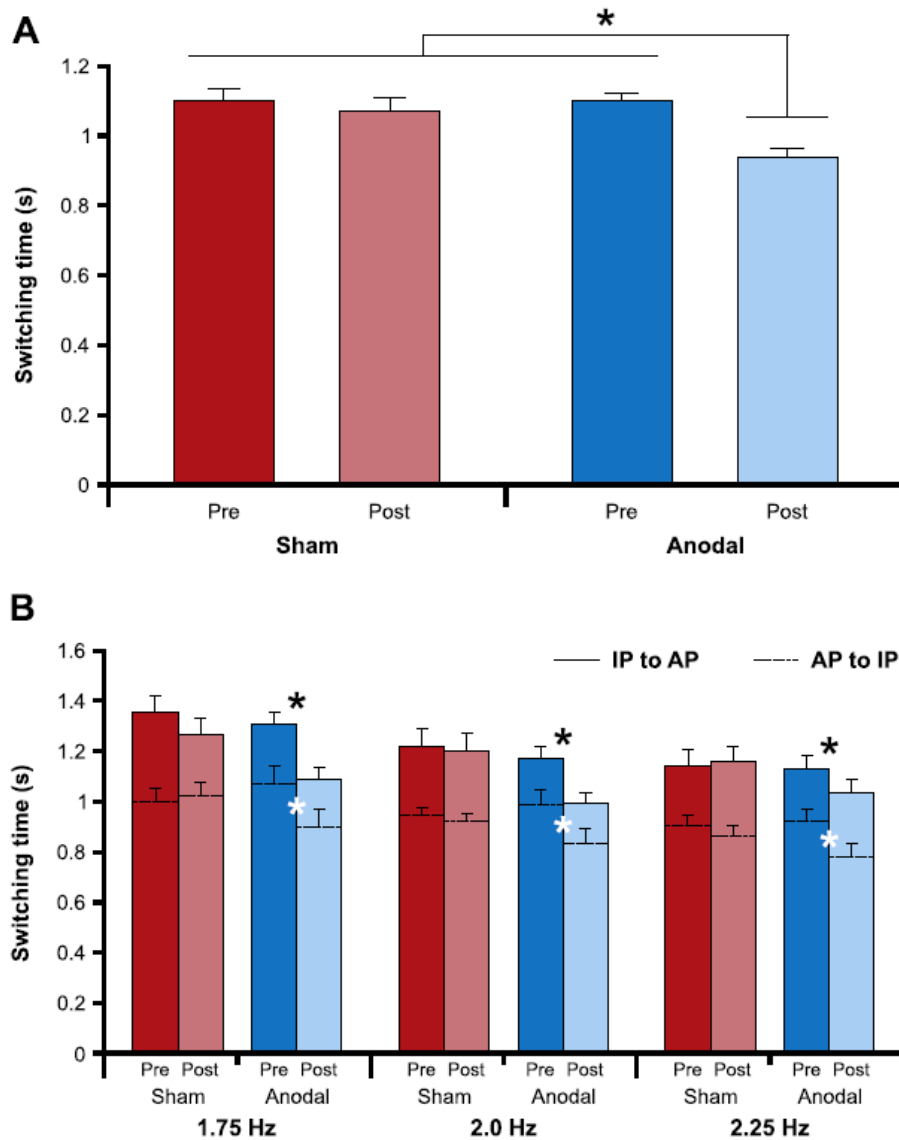 A
*
1.2
1
0.8
0.6
0.4
0.2
0
Switching time (s)
Pre Post Pre Post
Sham Anodal
B
1.6
1.4
1.2
1
0.8
0.6
0.4
0.2
0
Switching time (s)
IP to AP AP to IP
* * *
* * *
Pre Post Pre Post Pre Post Pre Post Pre Post Pre Post
Sham Anodal Sham Anodal Sham Anodal
1.75 Hz 2.0 Hz 2.25 Hz